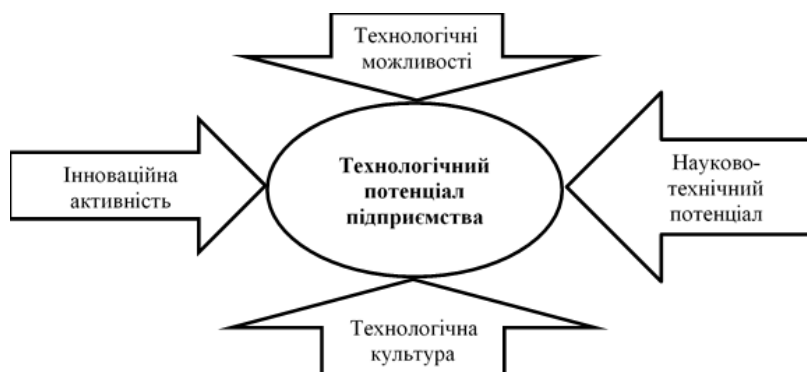 Технологічні
можливості
Інноваційна
активність
Технологічний
потенціал
підприємства
Науково-
технічний
потенціал
Технологічна
культура